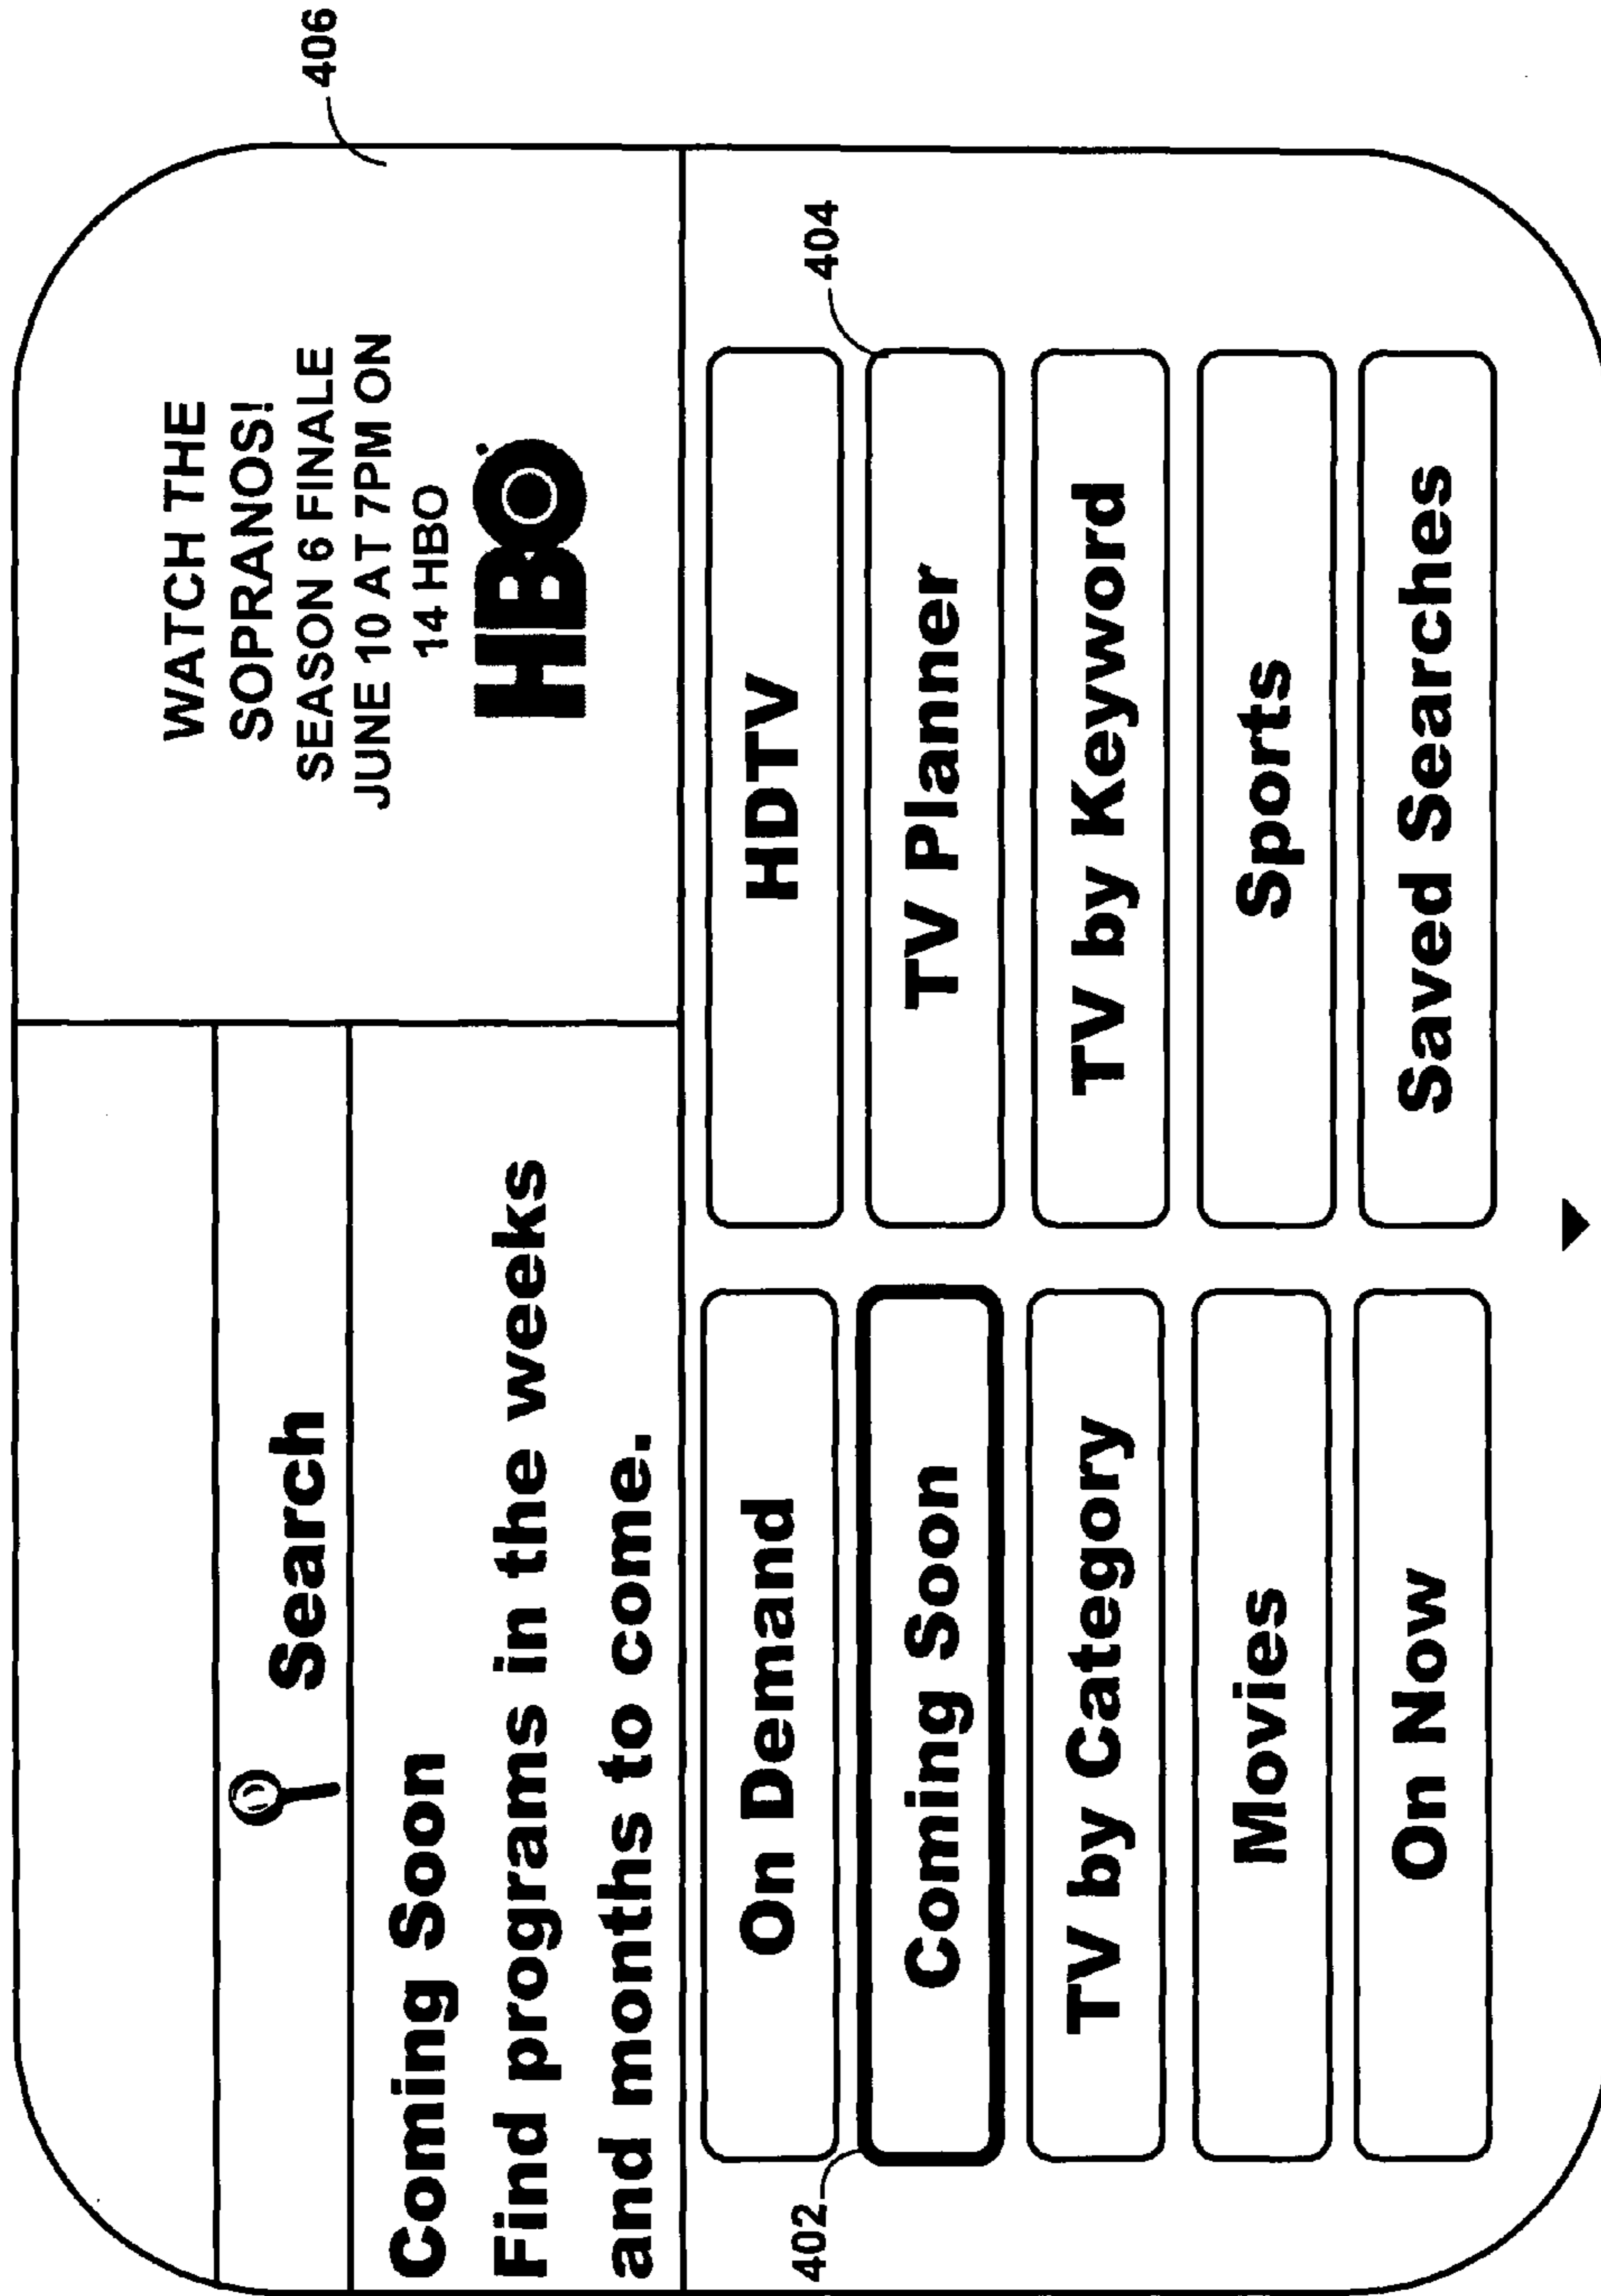 406
WATCH THE
SOPRANOS!
SEASON 6 FINALE
JUNE 10 AT 7PM ON
14 HBO
HBO
Search
Coming Soon
Find programs in the weeks
and months to come.
402
404
On Demand
HDTV
Coming Soon
TV Planner
TV by Category
TV by Keyword
Movies
Sports
On Now
Saved Searches